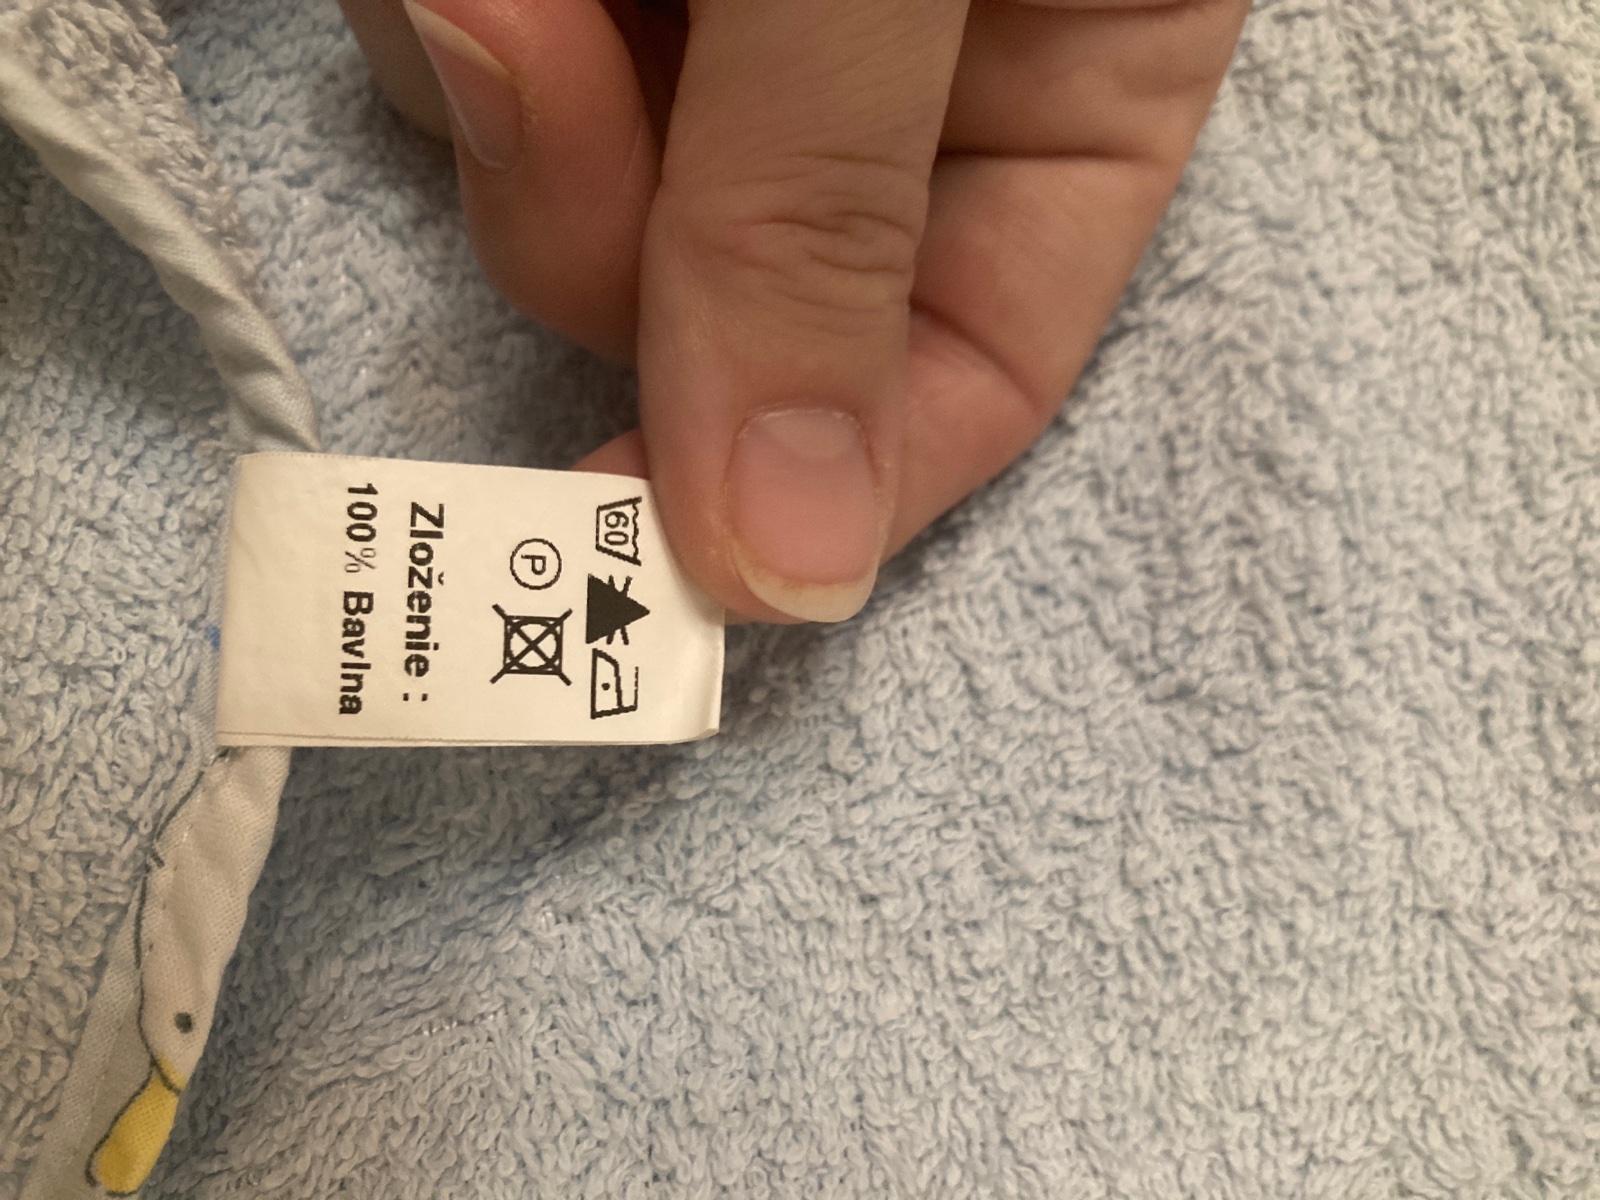 60
P
Zloženie :
100% Bavlna